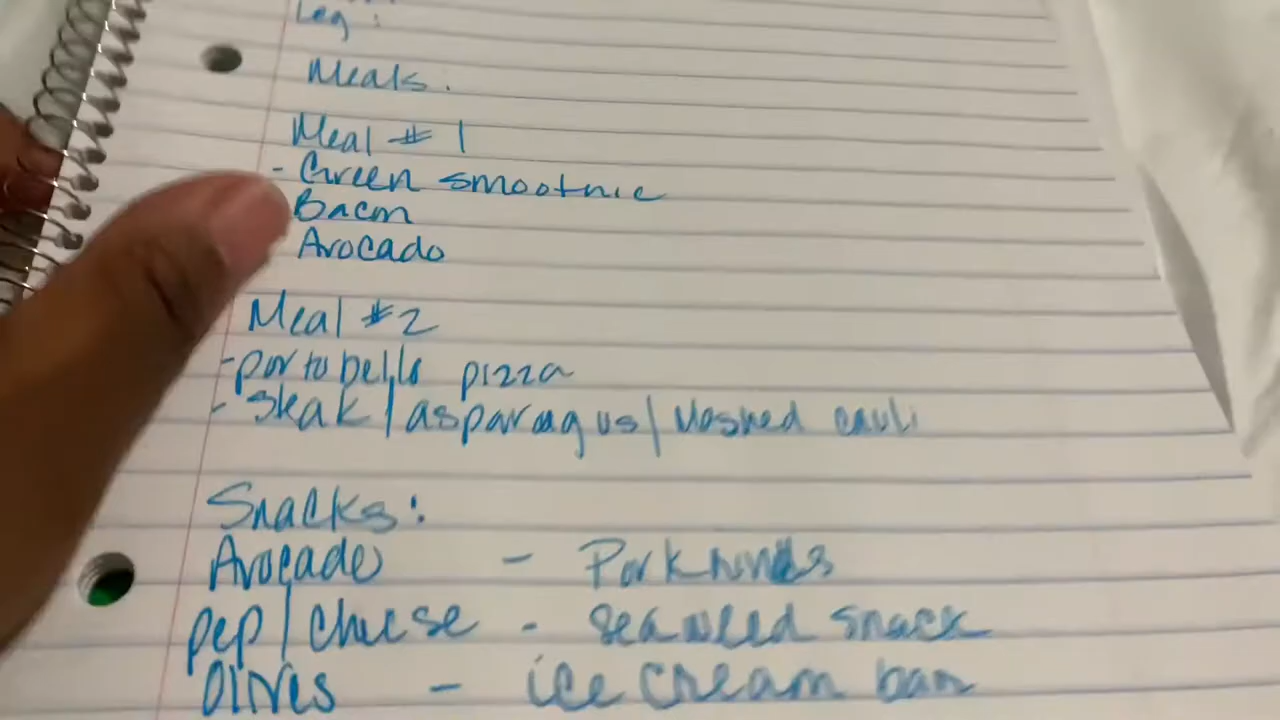 Leg:
Meals.
Meal # 1
- Green smoothie
Bacon
Avocado
Meal #2
- portobello pizza
- Steak / asparagus / Mashed cauli
Snacks:
Avocado - Pork rinds
pep / cheese - seaweed snack
Olives - ice cream bar